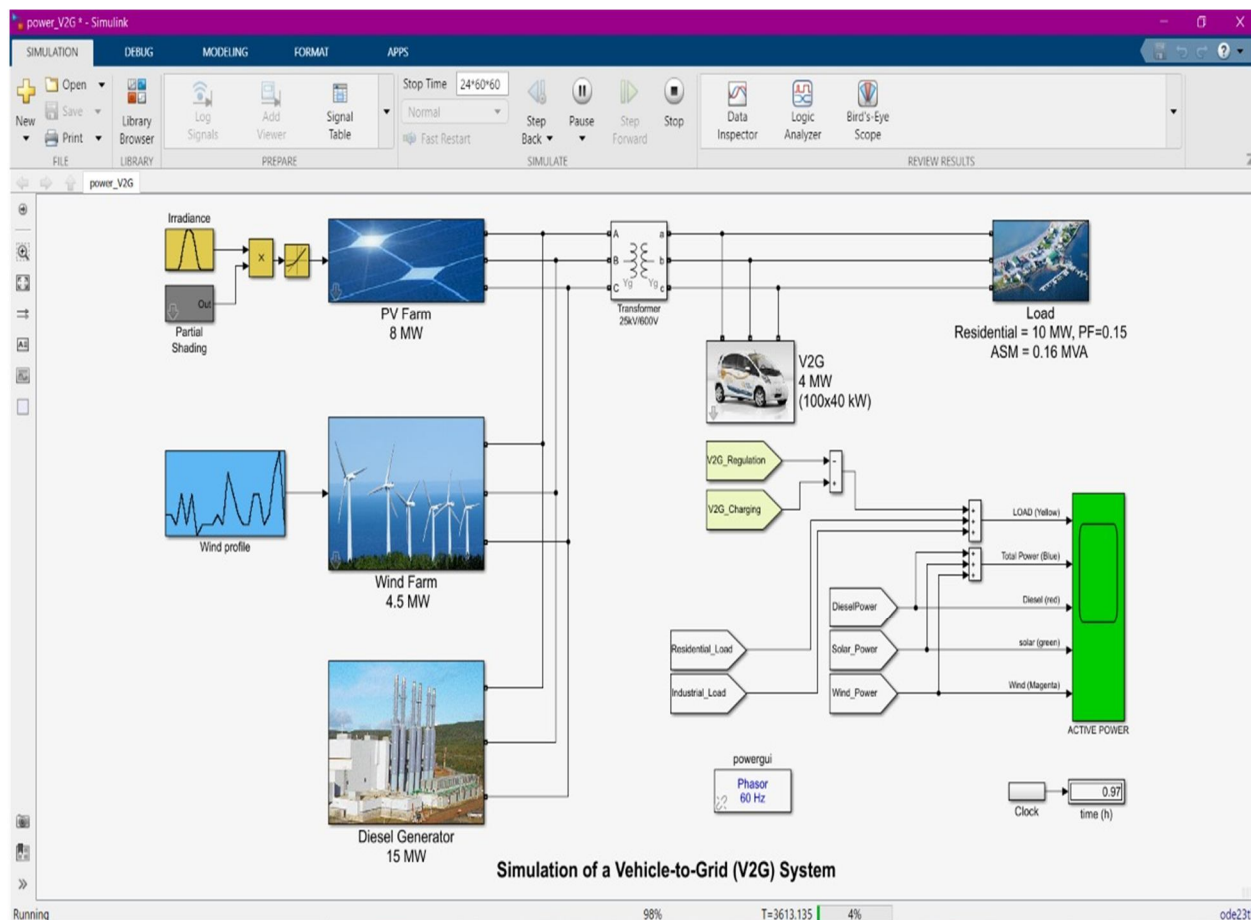 power_V2G * - Simulink
SIMULATION DEBUG MODELING FORMAT APPS
New
Open
Save
Print
FILE
Library
Browser
LIBRARY
Log
Signals
Add
Viewer
Signal
Table
PREPARE
Stop Time 24*60*60
Normal
Fast Restart
Step
Back
Pause
Step
Forward
Stop
SIMULATE
Data
Inspector
Logic
Analyzer
Bird's-Eye
Scope
REVIEW RESULTS
power_V2G
Irradiance
x
Out
Partial
Shading
PV Farm
8 MW
A a
B b
C c
Yg Yg
Transformer
25kV/600V
Load
Residential = 10 MW, PF=0.15
ASM = 0.16 MVA
V2G
4 MW
(100x40 kW)
Wind profile
Wind Farm
4.5 MW
V2G_Regulation
V2G_Charging
LOAD (Yellow)
Total Power (Blue)
Diesel (red)
solar (green)
Wind (Magenta)
DieselPower
Solar_Power
Wind_Power
Residential_Load
Industrial_Load
ACTIVE POWER
Diesel Generator
15 MW
powergui
Phasor
60 Hz
Clock
0.97
time (h)
Simulation of a Vehicle-to-Grid (V2G) System
Running 98% T=3613.135 4% ode23t